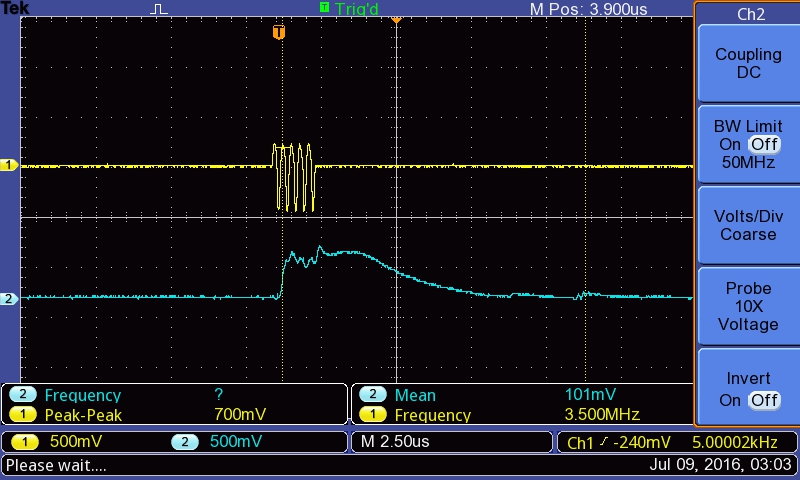 Tek
T Trig'd
M Pos: 3.900us
Ch2
T
Coupling
DC
BW Limit
On Off
50MHz
1
Volts/Div
Coarse
2
Probe
10X
Voltage
Invert
On Off
2 Frequency ?
1 Peak-Peak 700mV
2 Mean 101mV
1 Frequency 3.500MHz
1 500mV 2 500mV M 2.50us Ch1 -240mV 5.00002kHz
Please wait.... Jul 09, 2016, 03:03